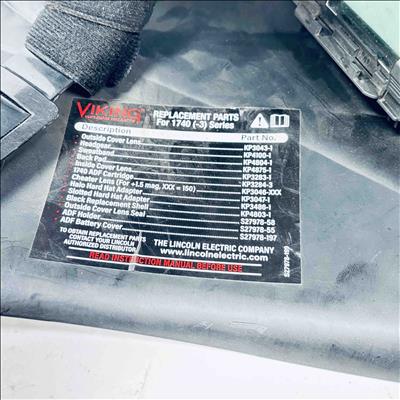 VIKING
REPLACEMENT PARTS
For 1740 (-3) Series
Description Part No.
Outside Cover Lens KP3043-1
Headgear KP4100-1
Sweatband KP4804-1
Back Pad KP4875-1
Inside Cover Lens KP3283-1
1740 ADF Cartridge KP3284-3
Cheater Lens (For +1.5 mag, XXX = 150) KP3046-XXX
Halo Hard Hat Adapter KP3047-1
Slotted Hard Hat Adapter KP3486-1
Black Replacement Shell KP4803-1
Outside Cover Lens Seal S27978-58
ADF Holder S27978-55
ADF Battery Cover S27978-197
TO OBTAIN REPLACEMENT
PARTS CONTACT YOUR LINCOLN
AUTHORIZED DISTRIBUTOR.
THE LINCOLN ELECTRIC COMPANY
www.lincolnelectric.com
READ INSTRUCTION MANUAL BEFORE USE